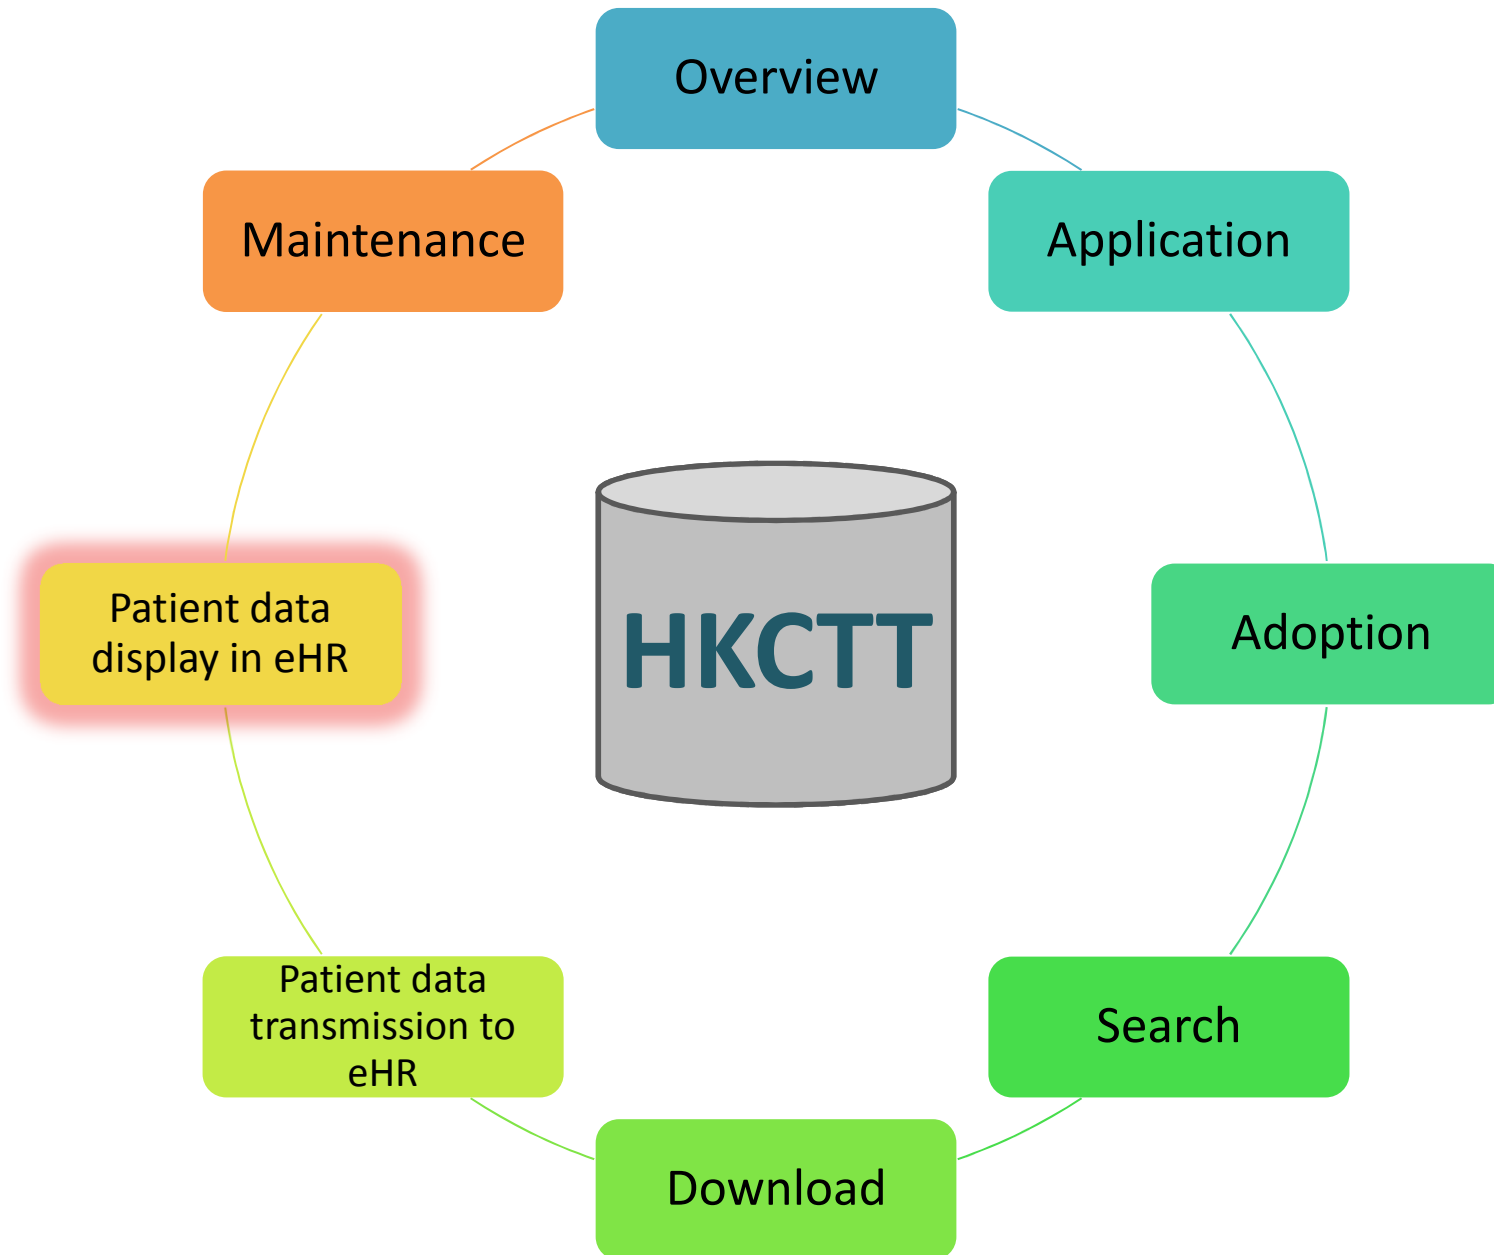 Overview
Application
Adoption
Search
Download
Patient data
transmission to
eHR
Patient data
display in eHR
Maintenance
HKCTT